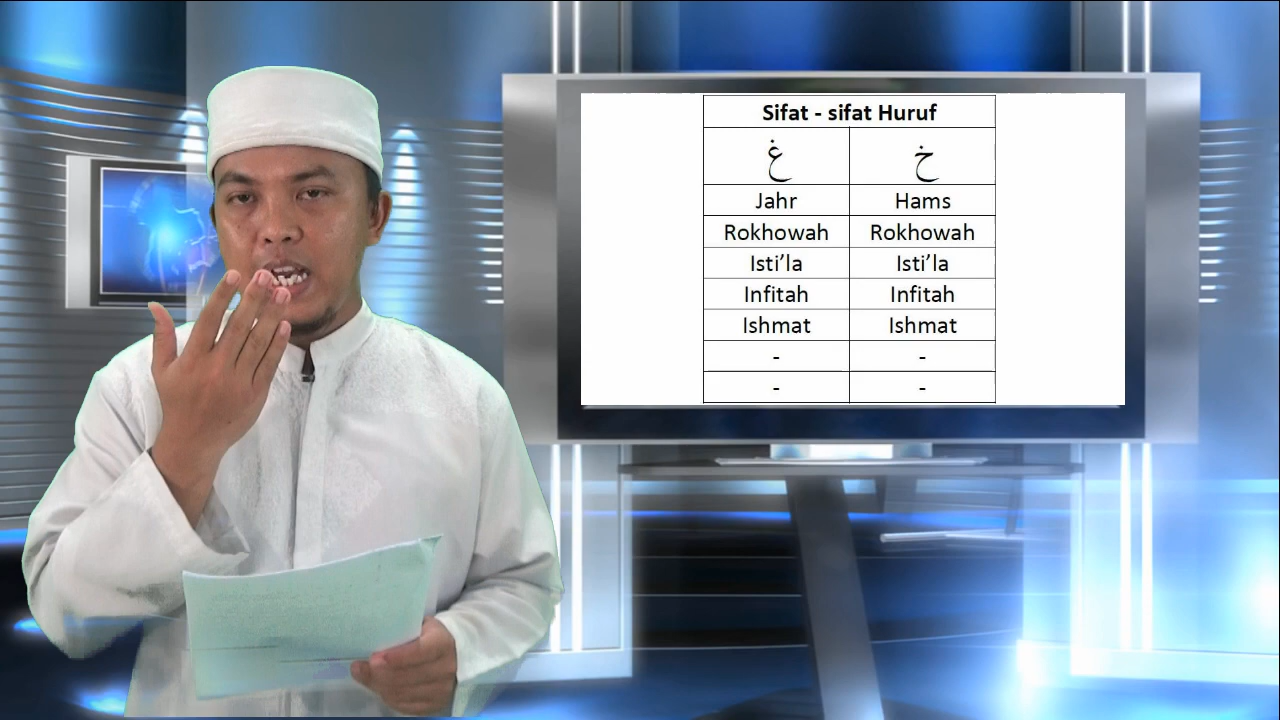 Sifat - sifat Huruf
غ خ
Jahr Hams
Rokhowah Rokhowah
Isti’la Isti’la
Infitah Infitah
Ishmat Ishmat
- -
- -